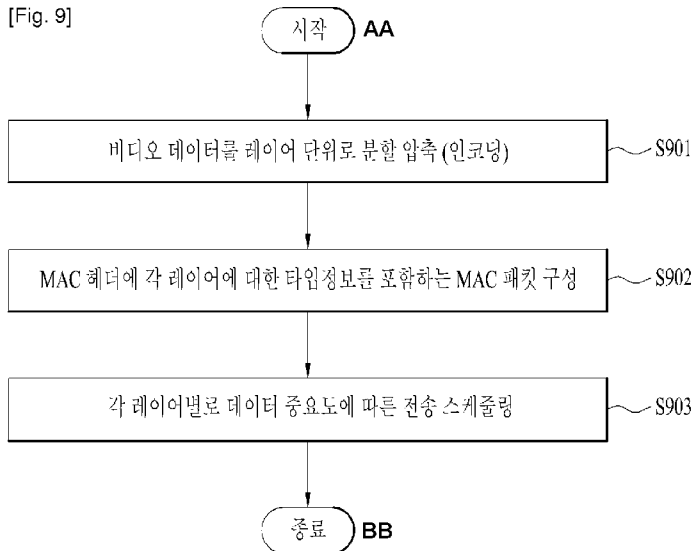 [Fig. 9]
시작 AA
비디오 데이터를 레이어 단위로 분할 압축 (인코딩) S901
MAC 헤더에 각 레이어에 대한 타임정보를 포함하는 MAC 패킷 구성 S902
각 레이어별로 데이터 중요도에 따른 전송 스케줄링 S903
종료 BB